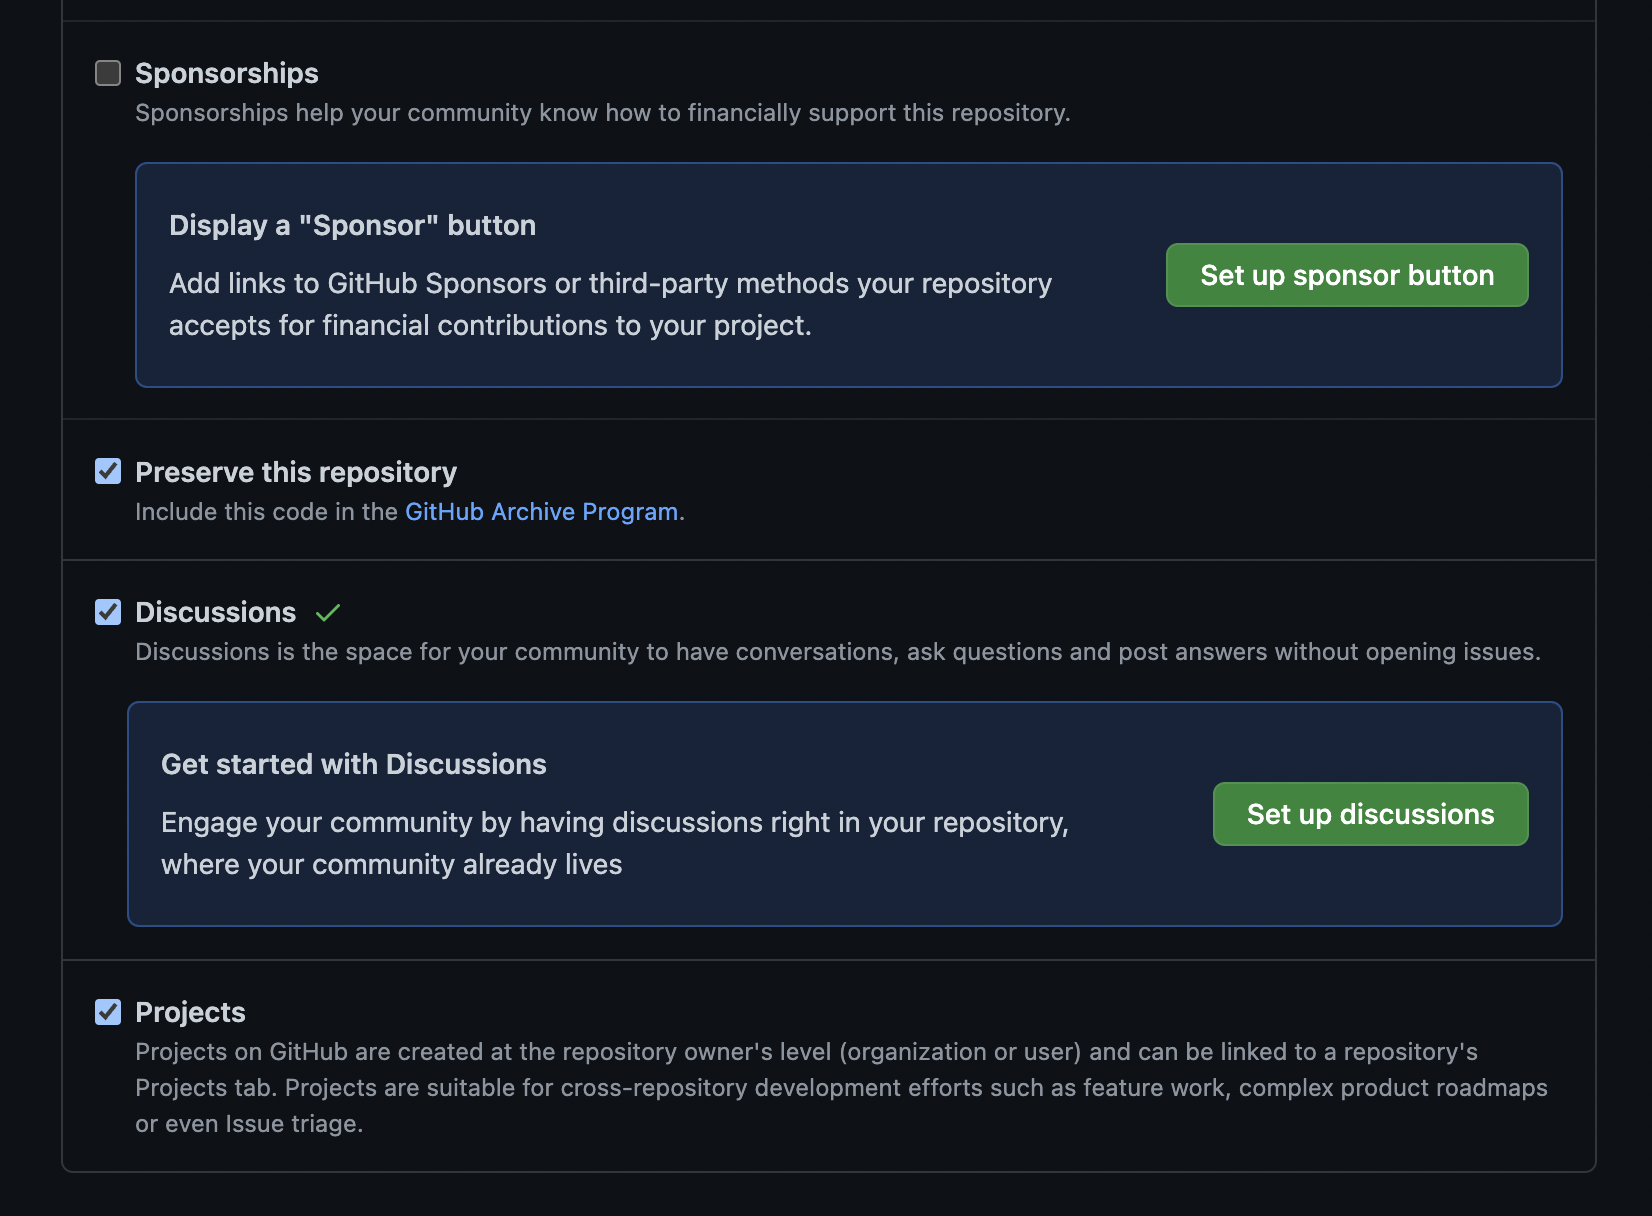 Sponsorships
Sponsorships help your community know how to financially support this repository.
Display a "Sponsor" button
Add links to GitHub Sponsors or third-party methods your repository
accepts for financial contributions to your project.
Set up sponsor button
Preserve this repository
Include this code in the GitHub Archive Program.
Discussions
Discussions is the space for your community to have conversations, ask questions and post answers without opening issues.
Get started with Discussions
Engage your community by having discussions right in your repository,
where your community already lives
Set up discussions
Projects
Projects on GitHub are created at the repository owner's level (organization or user) and can be linked to a repository's
Projects tab. Projects are suitable for cross-repository development efforts such as feature work, complex product roadmaps
or even Issue triage.